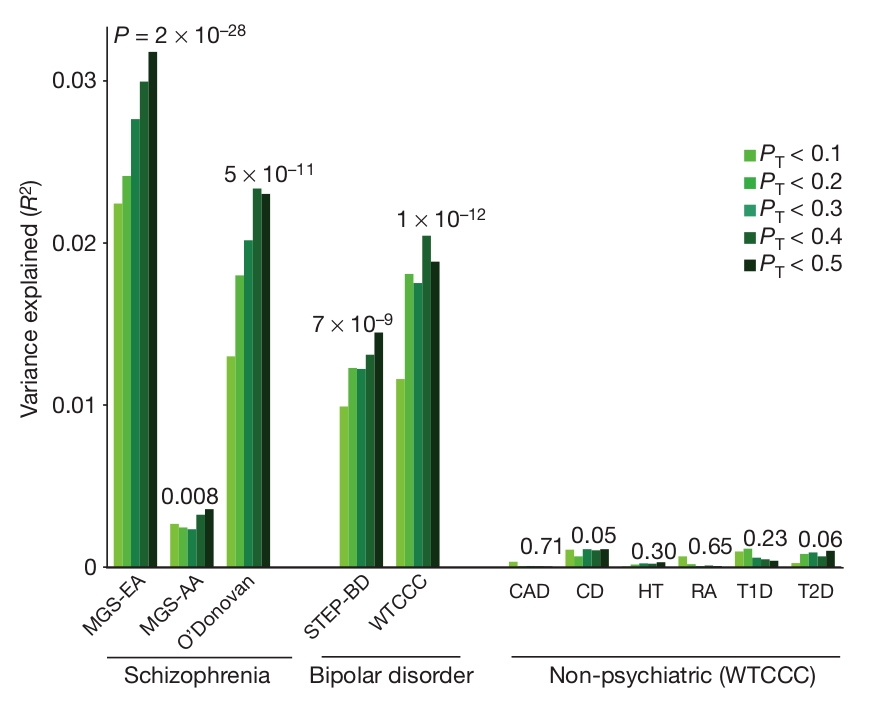 P = 2 × 10⁻²⁸
0.03
5 × 10⁻¹¹
1 × 10⁻¹²
7 × 10⁻⁹
0.02
0.01
0
Variance explained (R²)
0.008
0.71
0.05
0.30
0.65
0.23
0.06
P_T < 0.1
P_T < 0.2
P_T < 0.3
P_T < 0.4
P_T < 0.5
MGS-EA
MGS-AA
O'Donovan
STEP-BD
WTCCC
CAD
CD
HT
RA
T1D
T2D
Schizophrenia
Bipolar disorder
Non-psychiatric (WTCCC)